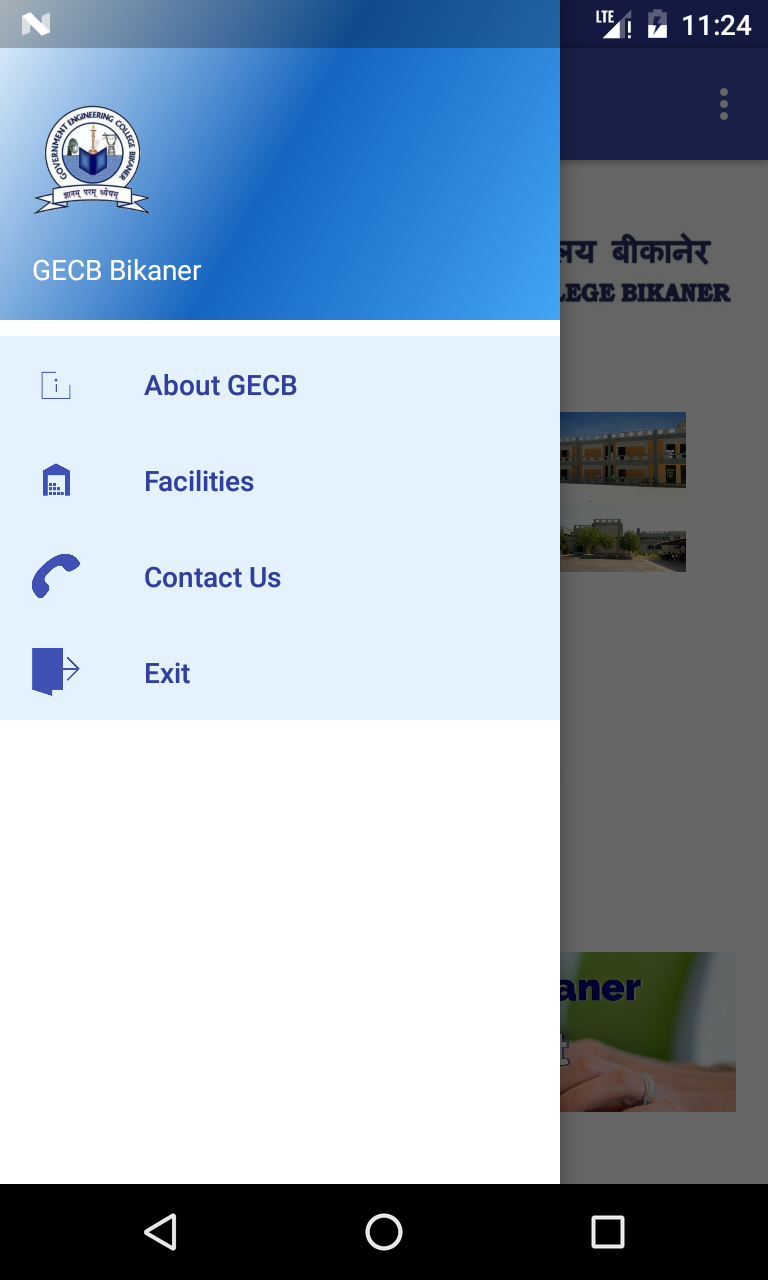 LTE 11:24
GOVERNMENT ENGINEERING COLLEGE BIKANER
ज्ञानम् परम् ध्येयम्
GECB Bikaner
लय बीकानेर
LEGE BIKANER
About GECB
Facilities
Contact Us
Exit
aner
t